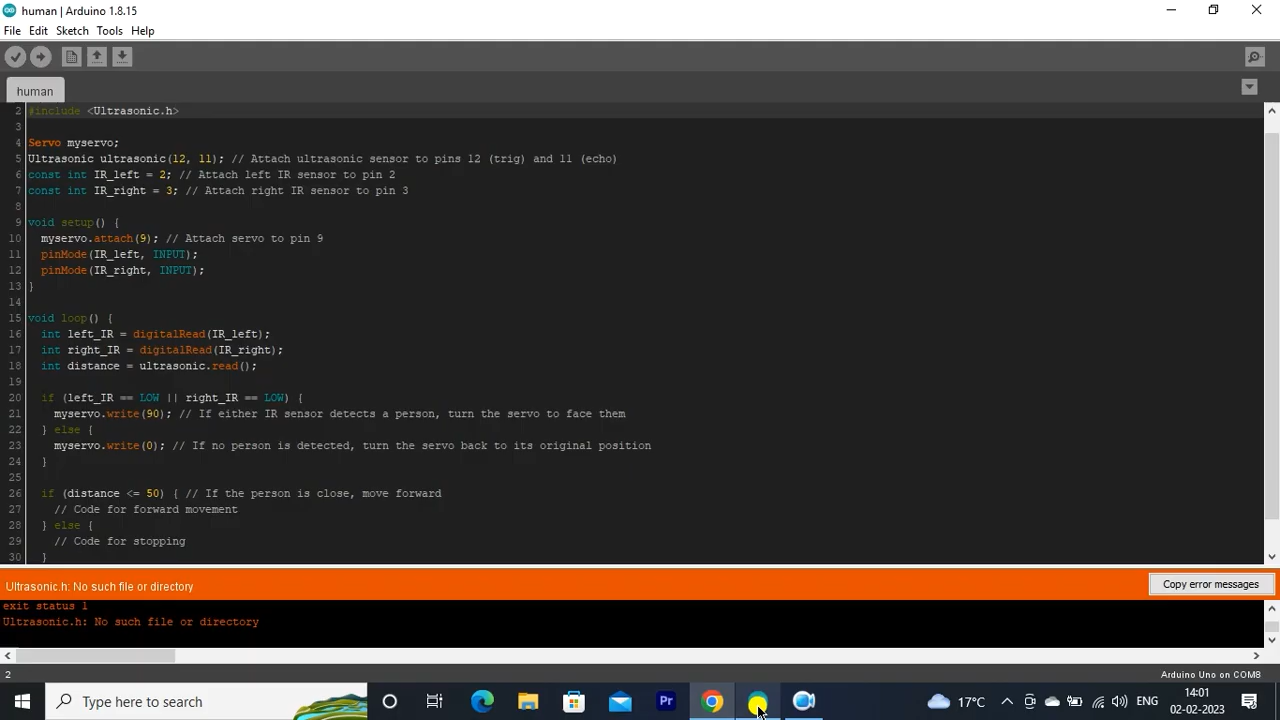 human | Arduino 1.8.15
File Edit Sketch Tools Help
human
2 #include <Ultrasonic.h>
3
4 Servo myservo;
5 Ultrasonic ultrasonic(12, 11); // Attach ultrasonic sensor to pins 12 (trig) and 11 (echo)
6 const int IR_left = 2; // Attach left IR sensor to pin 2
7 const int IR_right = 3; // Attach right IR sensor to pin 3
8
9 void setup() {
10 myservo.attach(9); // Attach servo to pin 9
11 pinMode(IR_left, INPUT);
12 pinMode(IR_right, INPUT);
13 }
14
15 void loop() {
16 int left_IR = digitalRead(IR_left);
17 int right_IR = digitalRead(IR_right);
18 int distance = ultrasonic.read();
19
20 if (left_IR == LOW || right_IR == LOW) {
21 myservo.write(90); // If either IR sensor detects a person, turn the servo to face them
22 } else {
23 myservo.write(0); // If no person is detected, turn the servo back to its original position
24 }
25
26 if (distance <= 50) { // If the person is close, move forward
27 // Code for forward movement
28 } else {
29 // Code for stopping
30 }
Ultrasonic.h: No such file or directory
Copy error messages
exit status 1
Ultrasonic.h: No such file or directory
2
Arduino Uno on COM8
Type here to search
Pr
17°C
ENG
14:01
02-02-2023